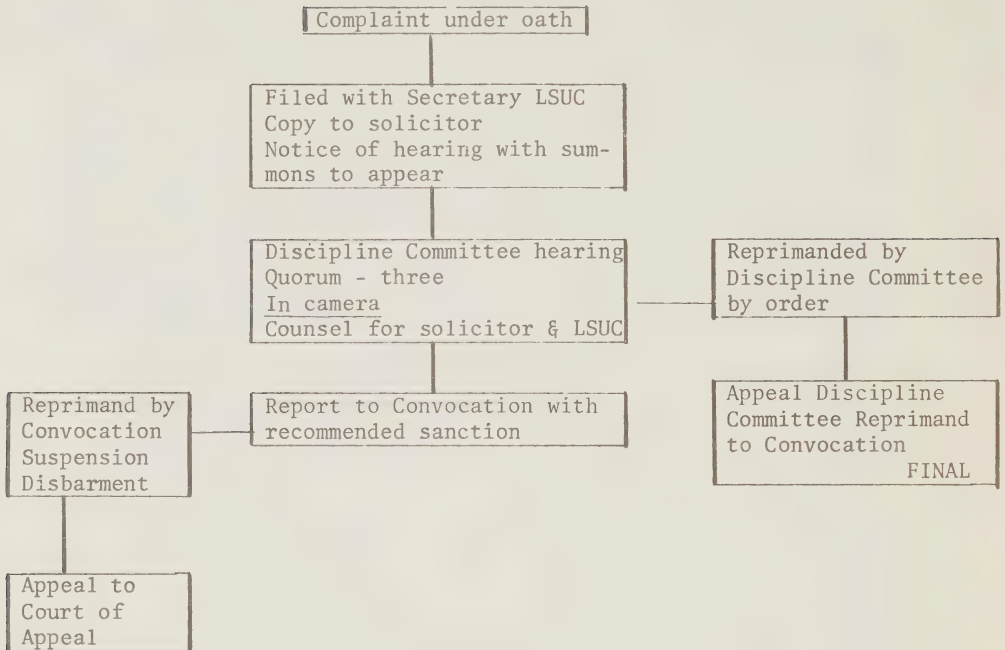 Complaint under oath
Filed with Secretary LSUC
Copy to solicitor
Notice of hearing with sum-
mons to appear
Discipline Committee hearing
Quorum - three
In camera
Counsel for solicitor & LSUC
Reprimanded by
Discipline Committee
by order
Reprimand by
Convocation
Suspension
Disbarment
Report to Convocation with
recommended sanction
Appeal Discipline
Committee Reprimand
to Convocation
FINAL
Appeal to
Court of
Appeal